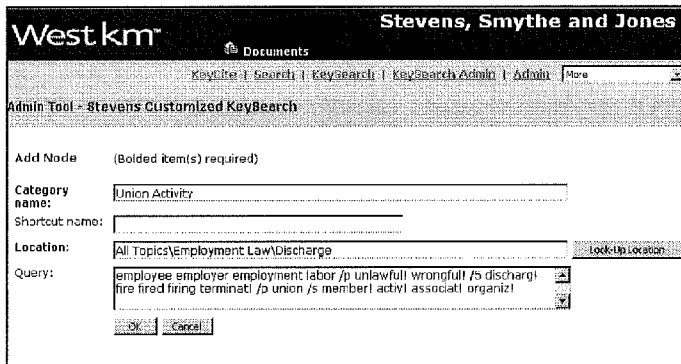 Stevens, Smythe and Jones
West km™
Documents
KeyCite | Search | KeySearch | KeySearch Admin | Admin More
Admin Tool - Stevens Customized KeySearch
Add Node (Bolded item(s) required)
Category name: Union Activity
Shortcut name:
Location: All Topics\Employment Law\Discharge Look-Up Location
Query: employee employer employment labor /p unlawful! wrongful! /5 discharg!
fire fired firing terminat! /p union /s member! activ! associat! organiz!
OK Cancel